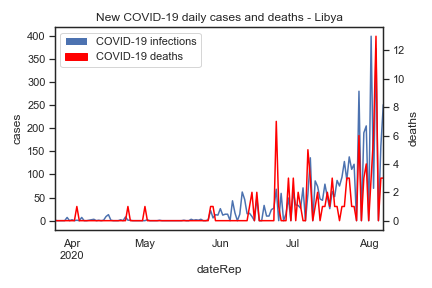 New COVID-19 daily cases and deaths - Libya
COVID-19 infections
COVID-19 deaths
400
350
300
250
200
150
100
50
0
cases
12
10
8
6
4
2
0
deaths
Apr
2020
May
Jun
Jul
Aug
dateRep